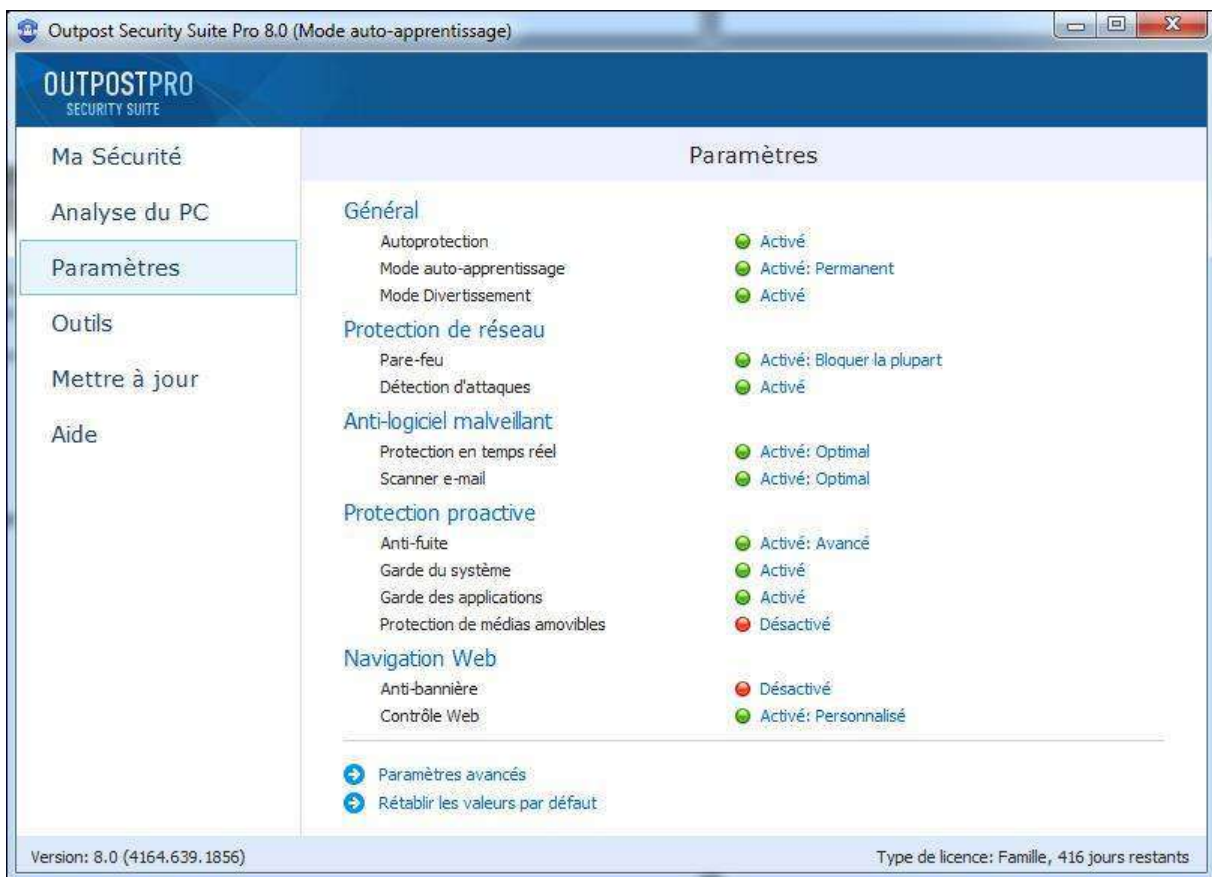 Outpost Security Suite Pro 8.0 (Mode auto-apprentissage)
OUTPOSTPRO
SECURITY SUITE
Ma Sécurité
Analyse du PC
Paramètres
Outils
Mettre à jour
Aide
Paramètres
Général
Autoprotection Activé
Mode auto-apprentissage Activé: Permanent
Mode Divertissement Activé
Protection de réseau
Pare-feu Activé: Bloquer la plupart
Détection d'attaques Activé
Anti-logiciel malveillant
Protection en temps réel Activé: Optimal
Scanner e-mail Activé: Optimal
Protection proactive
Anti-fuite Activé: Avancé
Garde du système Activé
Garde des applications Activé
Protection de médias amovibles Désactivé
Navigation Web
Anti-bannière Désactivé
Contrôle Web Activé: Personnalisé
Paramètres avancés
Rétablir les valeurs par défaut
Version: 8.0 (4164.639.1856) Type de licence: Famille, 416 jours restants